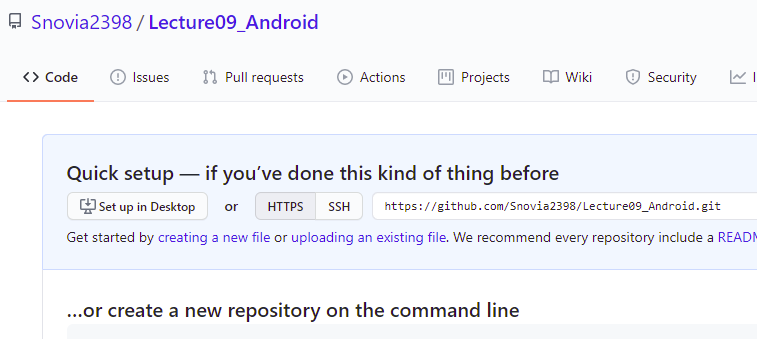 Snovia2398 / Lecture09_Android
Code Issues Pull requests Actions Projects Wiki Security
Quick setup — if you’ve done this kind of thing before
Set up in Desktop or HTTPS SSH https://github.com/Snovia2398/Lecture09_Android.git
Get started by creating a new file or uploading an existing file. We recommend every repository include a
...or create a new repository on the command line